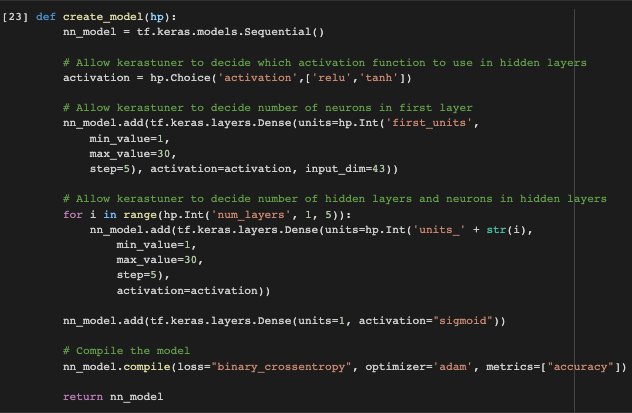 [23] def create_model(hp):
    nn_model = tf.keras.models.Sequential()

    # Allow kerastuner to decide which activation function to use in hidden layers
    activation = hp.Choice('activation',['relu','tanh'])

    # Allow kerastuner to decide number of neurons in first layer
    nn_model.add(tf.keras.layers.Dense(units=hp.Int('first_units',
        min_value=1,
        max_value=30,
        step=5), activation=activation, input_dim=43))

    # Allow kerastuner to decide number of hidden layers and neurons in hidden layers
    for i in range(hp.Int('num_layers', 1, 5)):
        nn_model.add(tf.keras.layers.Dense(units=hp.Int('units_' + str(i),
            min_value=1,
            max_value=30,
            step=5),
            activation=activation))

    nn_model.add(tf.keras.layers.Dense(units=1, activation="sigmoid"))

    # Compile the model
    nn_model.compile(loss="binary_crossentropy", optimizer='adam', metrics=["accuracy"])

    return nn_model